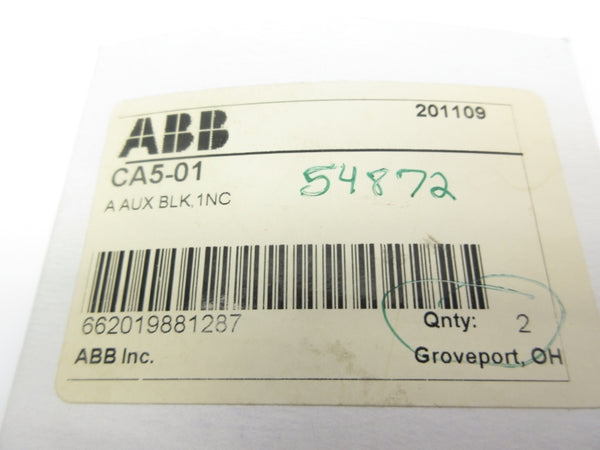 201109
ABB
CA5-01 54872
A AUX BLK,1NC
662019881287 Qnty: 2
ABB Inc. Groveport, OH